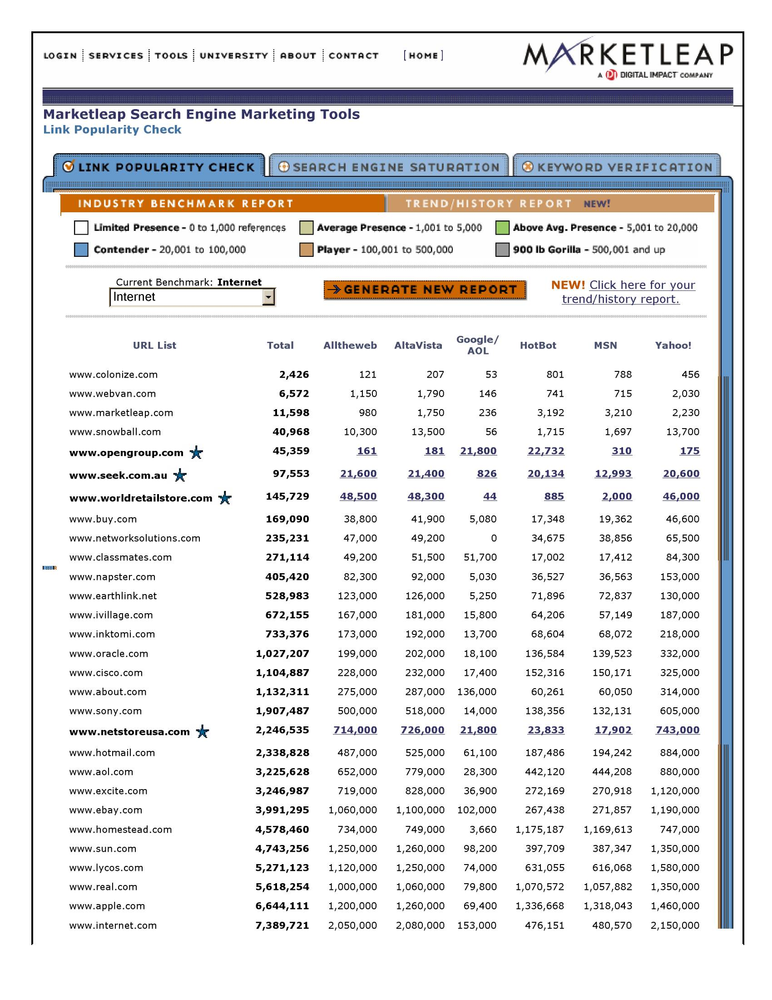 LOGIN SERVICES TOOLS UNIVERSITY ABOUT CONTACT [HOME]
MARKETLEAP
A DI DIGITAL IMPACT COMPANY
Marketleap Search Engine Marketing Tools
Link Popularity Check
LINK POPULARITY CHECK SEARCH ENGINE SATURATION KEYWORD VERIFICATION
INDUSTRY BENCHMARK REPORT TREND/HISTORY REPORT NEW!
Limited Presence - 0 to 1,000 references Average Presence - 1,001 to 5,000 Above Avg. Presence - 5,001 to 20,000
Contender - 20,001 to 100,000 Player - 100,001 to 500,000 900 lb Gorilla - 500,001 and up
Current Benchmark: Internet
Internet
GENERATE NEW REPORT
NEW! Click here for your
trend/history report.
URL List Total Alltheweb AltaVista Google/ AOL HotBot MSN Yahoo!
www.colonize.com 2,426 121 207 53 801 788 456
www.webvan.com 6,572 1,150 1,790 146 741 715 2,030
www.marketleap.com 11,598 980 1,750 236 3,192 3,210 2,230
www.snowball.com 40,968 10,300 13,500 56 1,715 1,697 13,700
www.opengroup.com 45,359 161 181 21,800 22,732 310 175
www.seek.com.au 97,553 21,600 21,400 826 20,134 12,993 20,600
www.worldretailstore.com 145,729 48,500 48,300 44 885 2,000 46,000
www.buy.com 169,090 38,800 41,900 5,080 17,348 19,362 46,600
www.networksolutions.com 235,231 47,000 49,200 0 34,675 38,856 65,500
www.classmates.com 271,114 49,200 51,500 51,700 17,002 17,412 84,300
www.napster.com 405,420 82,300 92,000 5,030 36,527 36,563 153,000
www.earthlink.net 528,983 123,000 126,000 5,250 71,896 72,837 130,000
www.ivillage.com 672,155 167,000 181,000 15,800 64,206 57,149 187,000
www.inktomi.com 733,376 173,000 192,000 13,700 68,604 68,072 218,000
www.oracle.com 1,027,207 199,000 202,000 18,100 136,584 139,523 332,000
www.cisco.com 1,104,887 228,000 232,000 17,400 152,316 150,171 325,000
www.about.com 1,132,311 275,000 287,000 136,000 60,261 60,050 314,000
www.sony.com 1,907,487 500,000 518,000 14,000 138,356 132,131 605,000
www.netstoreusa.com 2,246,535 714,000 726,000 21,800 23,833 17,902 743,000
www.hotmail.com 2,338,828 487,000 525,000 61,100 187,486 194,242 884,000
www.aol.com 3,225,628 652,000 779,000 28,300 442,120 444,208 880,000
www.excite.com 3,246,987 719,000 828,000 36,900 272,169 270,918 1,120,000
www.ebay.com 3,991,295 1,060,000 1,100,000 102,000 267,438 271,857 1,190,000
www.homestead.com 4,578,460 734,000 749,000 3,660 1,175,187 1,169,613 747,000
www.sun.com 4,743,256 1,250,000 1,260,000 98,200 397,709 387,347 1,350,000
www.lycos.com 5,271,123 1,120,000 1,250,000 74,000 631,055 616,068 1,580,000
www.real.com 5,618,254 1,000,000 1,060,000 79,800 1,070,572 1,057,882 1,350,000
www.apple.com 6,644,111 1,200,000 1,260,000 69,400 1,336,668 1,318,043 1,460,000
www.internet.com 7,389,721 2,050,000 2,080,000 153,000 476,151 480,570 2,150,000